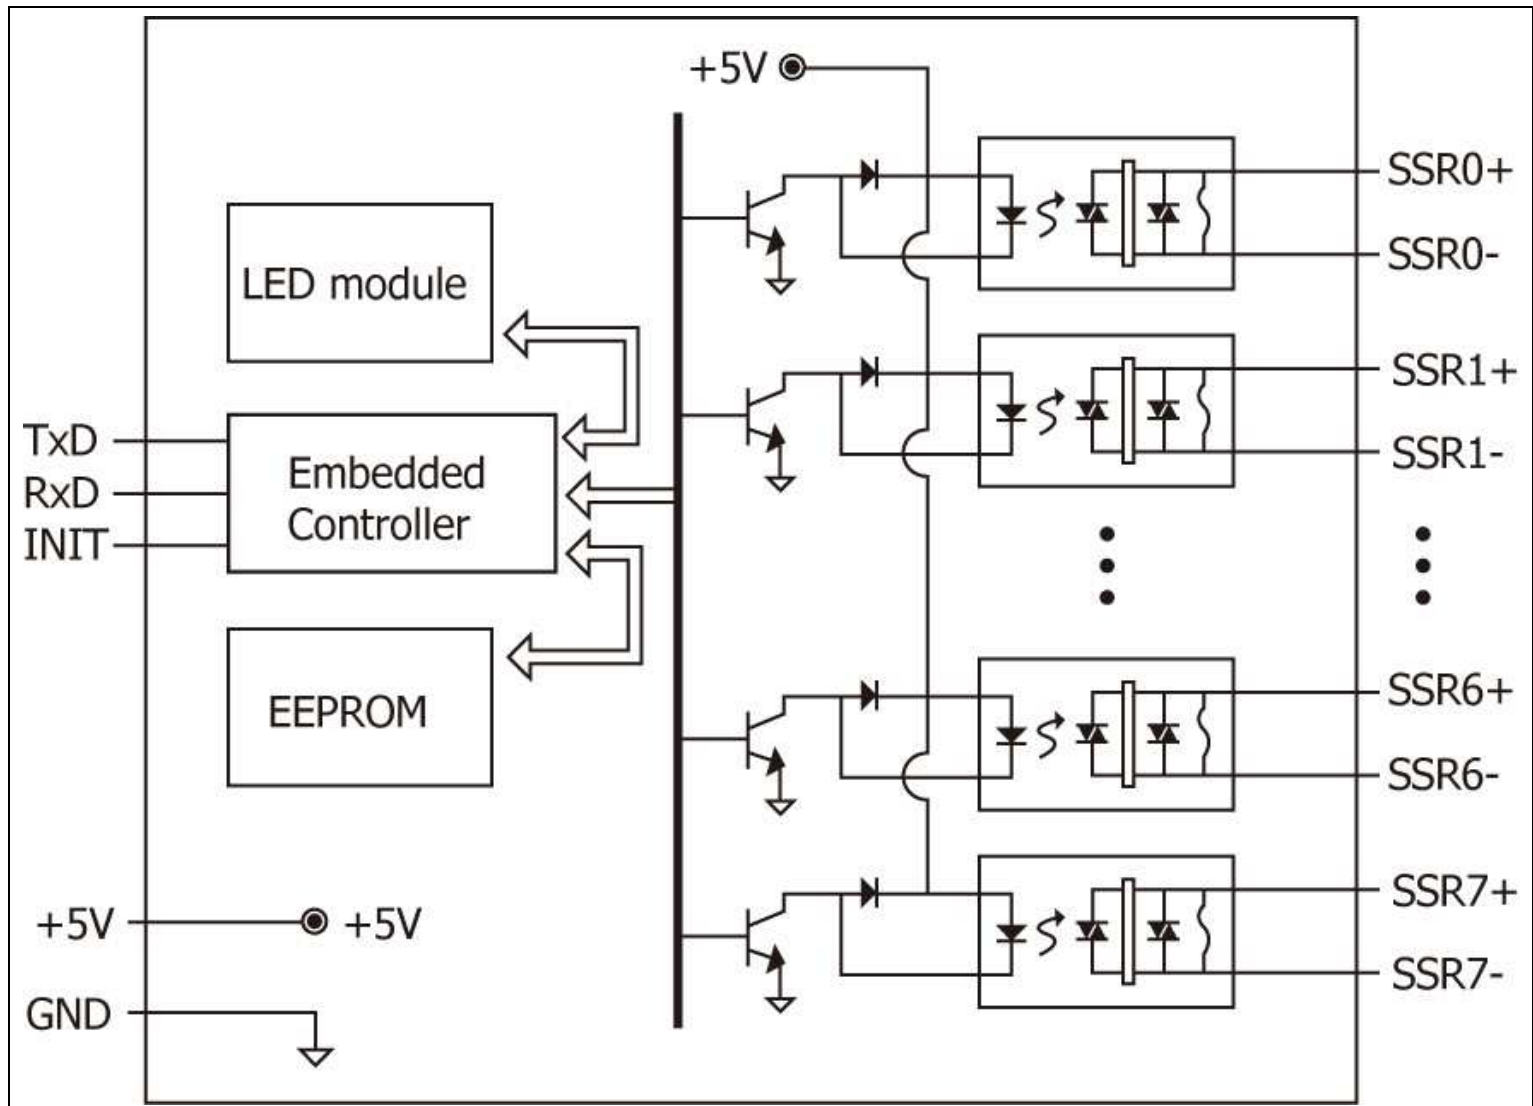 +5V
LED module
TxD
RxD
INIT
Embedded
Controller
EEPROM
+5V
+5V
GND
SSR0+
SSR0-
SSR1+
SSR1-
SSR6+
SSR6-
SSR7+
SSR7-